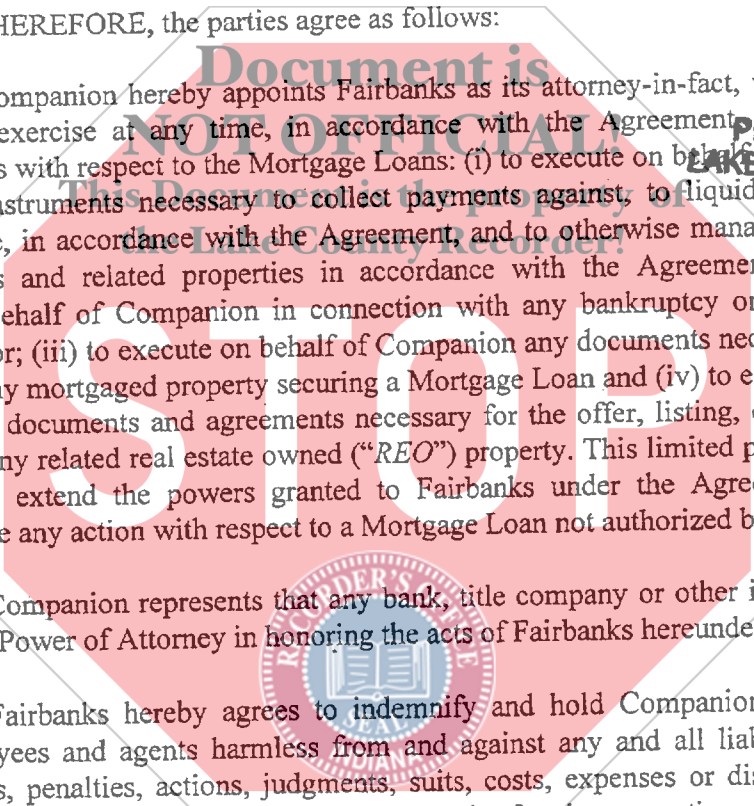 HEREFORE, the parties agree as follows:
Document is
ompanion hereby appoints Fairbanks as its attorney-in-fact,
NOT OFFICIAL!
exercise at any time, in accordance with the Agreement
s with respect to the Mortgage Loans: (i) to execute on behalf
LAKE
This Document is the property of
nstruments necessary to collect payments against, to liquid
the Lake County Recorder!
e, in accordance with the Agreement, and to otherwise mana
s and related properties in accordance with the Agreemen
ehalf of Companion in connection with any bankruptcy or
STOP
or; (iii) to execute on behalf of Companion any documents nec
ny mortgaged property securing a Mortgage Loan and (iv) to e
documents and agreements necessary for the offer, listing,
ny related real estate owned (“REO”) property. This limited p
extend the powers granted to Fairbanks under the Agree
e any action with respect to a Mortgage Loan not authorized b
RECORDER'S OFFICE
Companion represents that any bank, title company or other i
Power of Attorney in honoring the acts of Fairbanks hereunde
SEAL
INDIANA
Fairbanks hereby agrees to indemnify and hold Companion
yees and agents harmless from and against any and all liab
s, penalties, actions, judgments, suits, costs, expenses or di